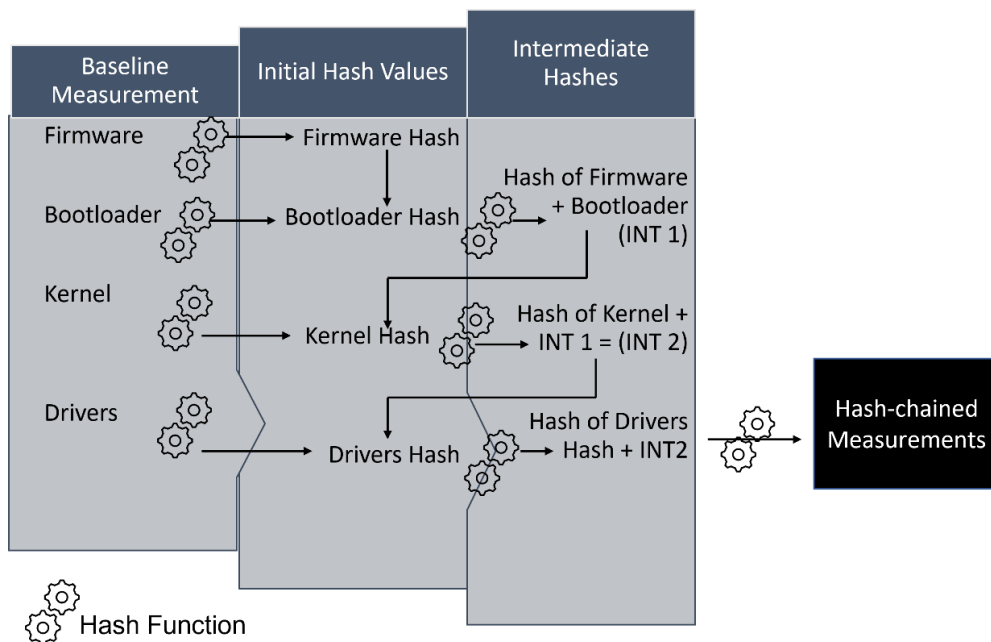 Baseline
Measurement
Initial Hash Values
Intermediate
Hashes
Firmware
Firmware Hash
Hash of Firmware
+ Bootloader
(INT 1)
Bootloader
Bootloader Hash
Kernel
Kernel Hash
Hash of Kernel +
INT 1 = (INT 2)
Drivers
Drivers Hash
Hash of Drivers
Hash + INT2
Hash-chained
Measurements
Hash Function